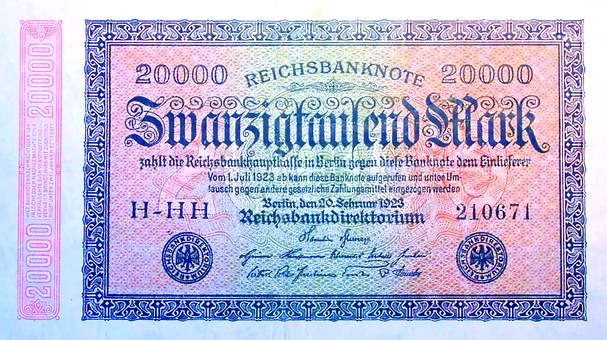 20000 REICHSBANKNOTE 20000
Zwanzigtausend Mark
zahlt die Reichsbankhauptkasse in Berlin gegen diese Banknote dem Einlieferer
Vom 1. Juli 1923 ab kann diese Banknote aufgerufen und unter Um-
tausch gegen andere gesetzliche Zahlungsmittel eingezogen werden
Berlin, den 20. Februar 1923
H-HH Reichsbankdirektorium 210671
20000 20000